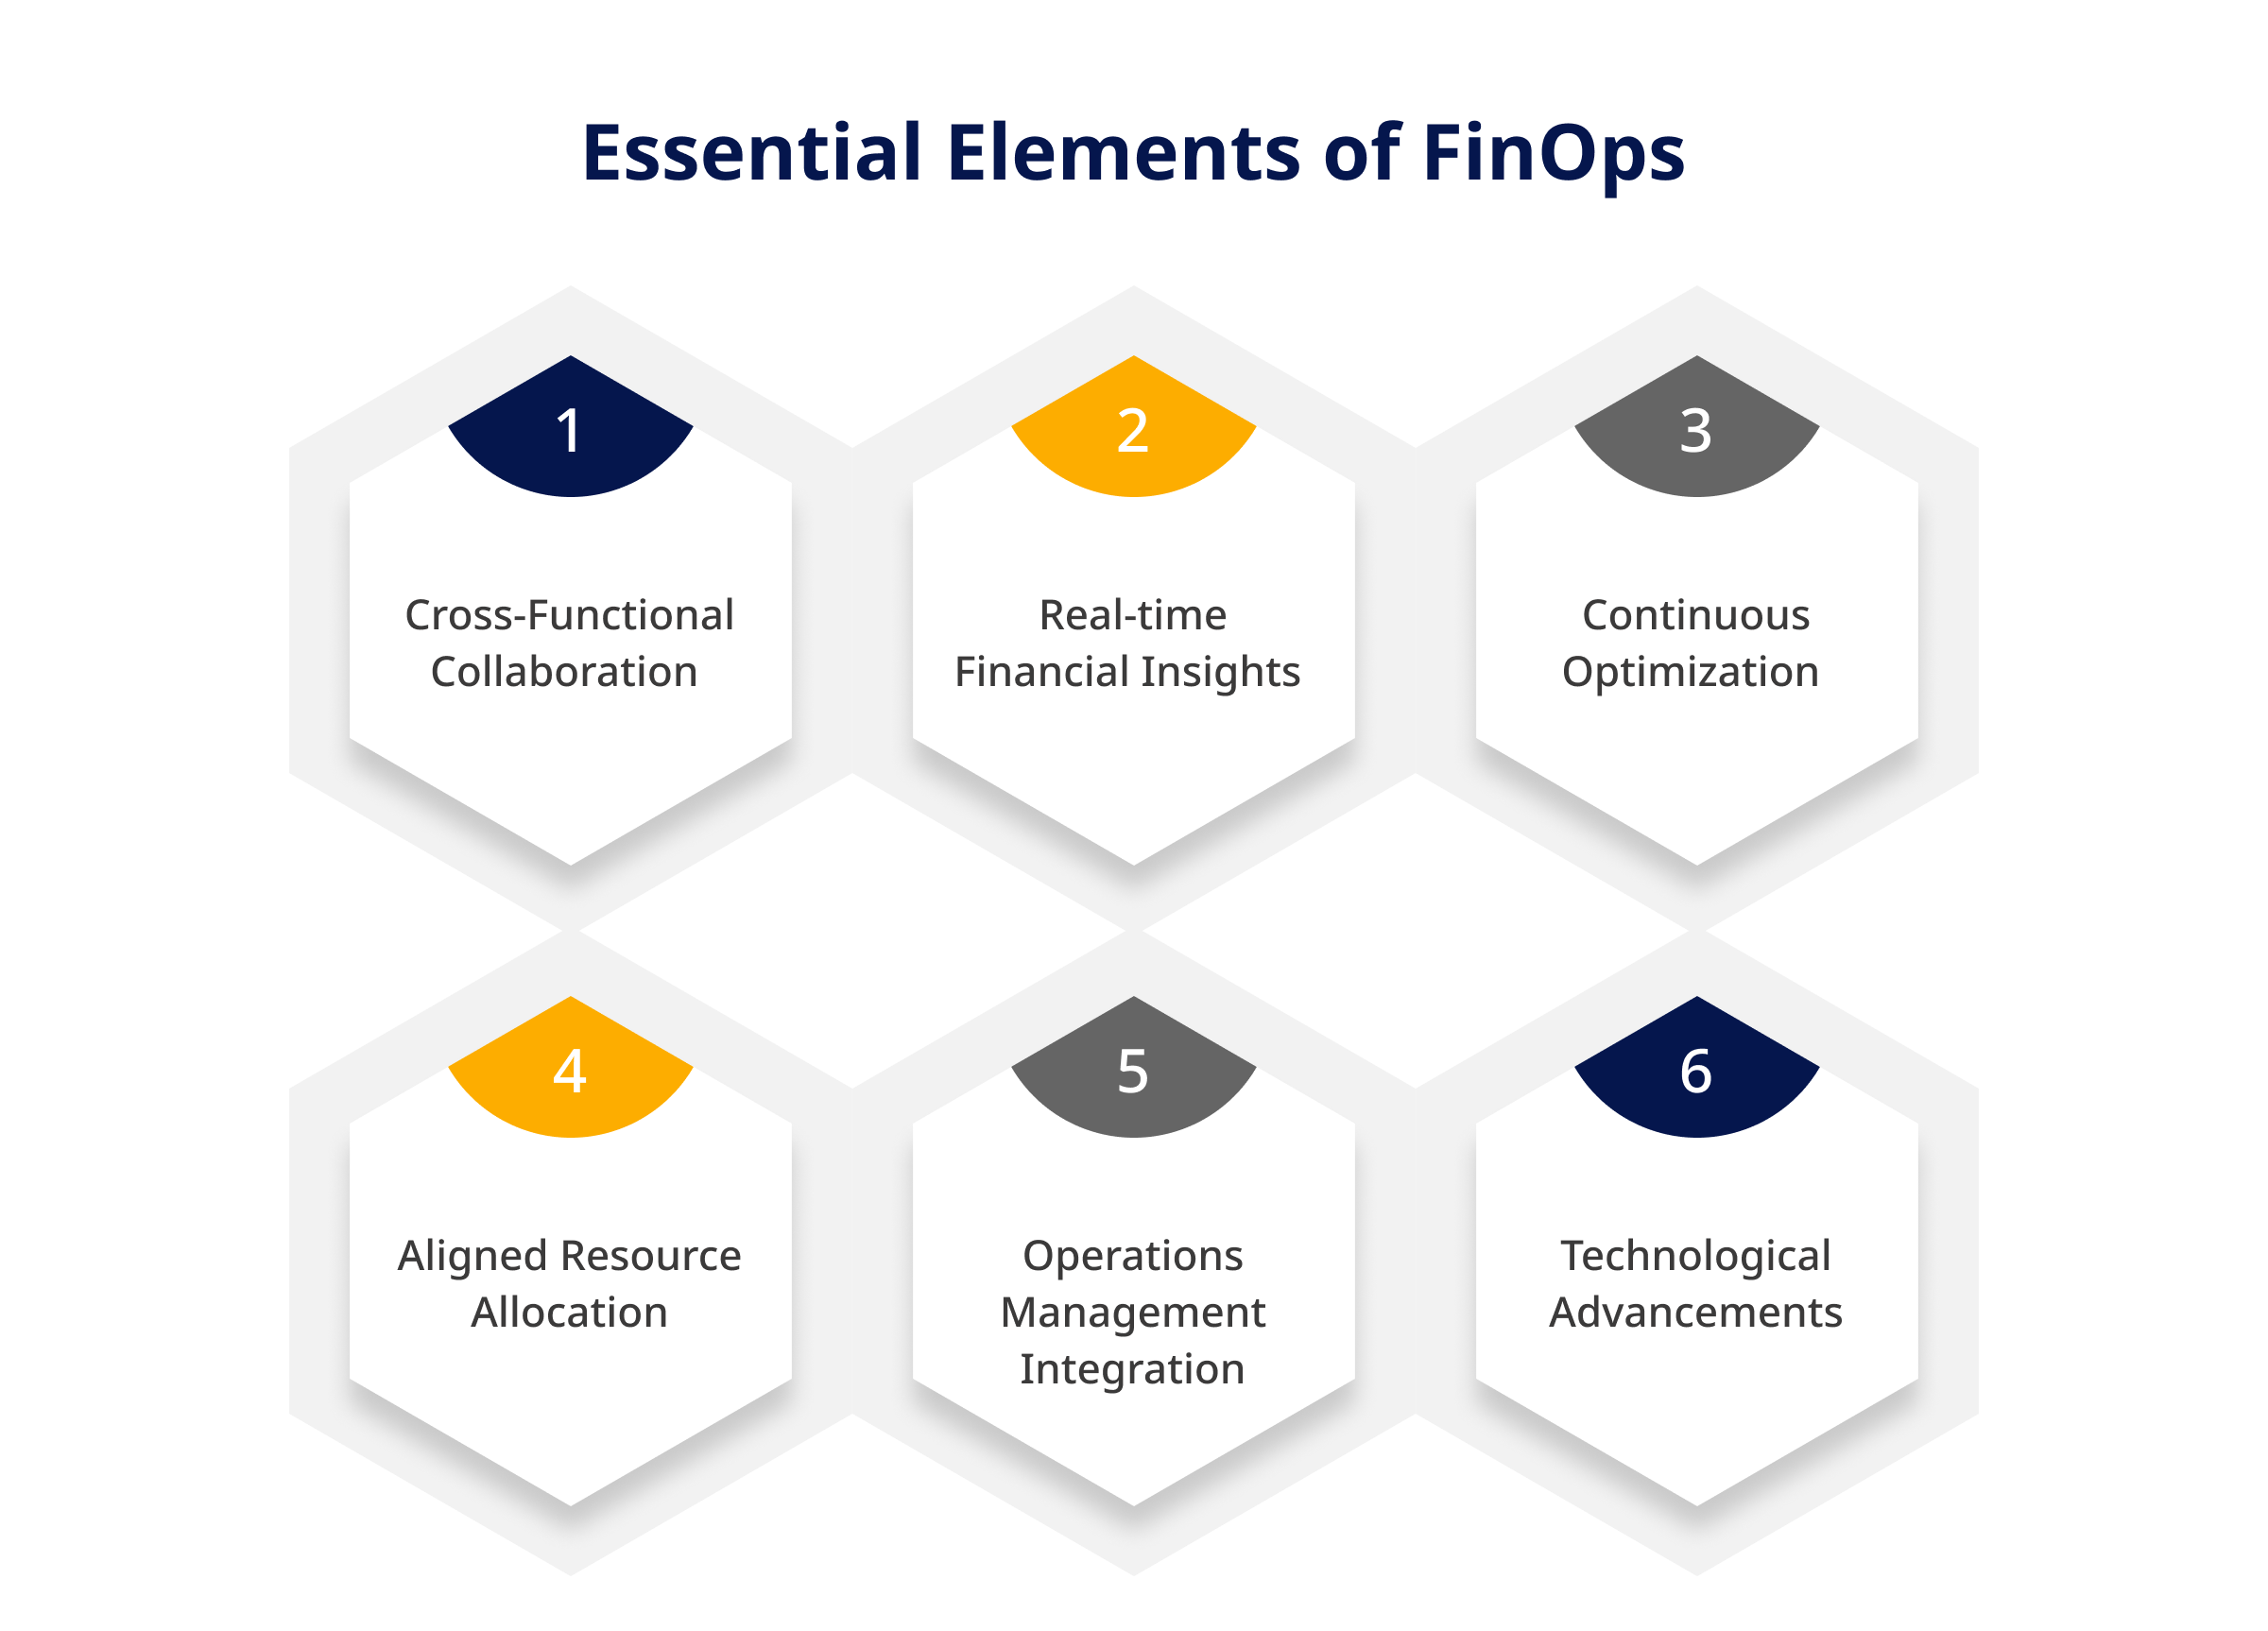 Essential Elements of FinOps
1
Cross-Functional
Collaboration
2
Real-time
Financial Insights
3
Continuous
Optimization
4
Aligned Resource
Allocation
5
Operations
Management
Integration
6
Technological
Advancements